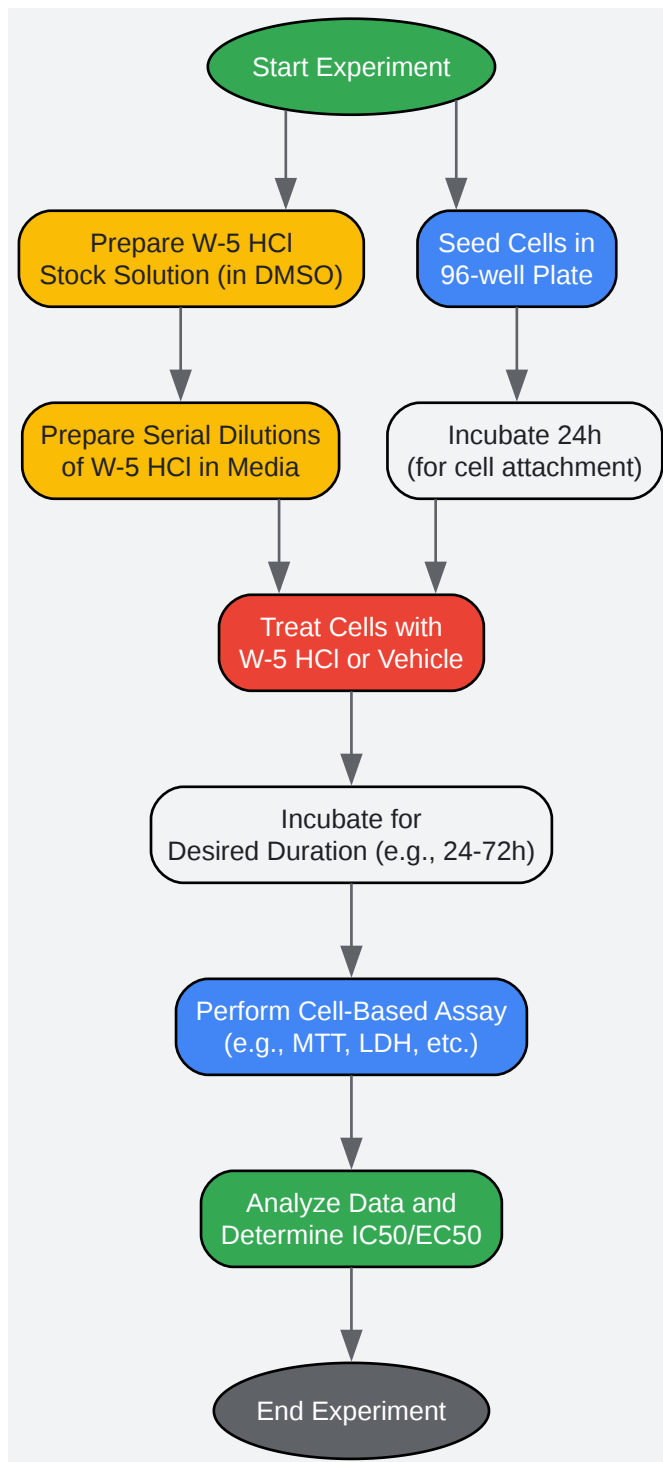 Start Experiment
Prepare W-5 HCl
Stock Solution (in DMSO)
Seed Cells in
96-well Plate
Prepare Serial Dilutions
of W-5 HCl in Media
Incubate 24h
(for cell attachment)
Treat Cells with
W-5 HCl or Vehicle
Incubate for
Desired Duration (e.g., 24-72h)
Perform Cell-Based Assay
(e.g., MTT, LDH, etc.)
Analyze Data and
Determine IC50/EC50
End Experiment